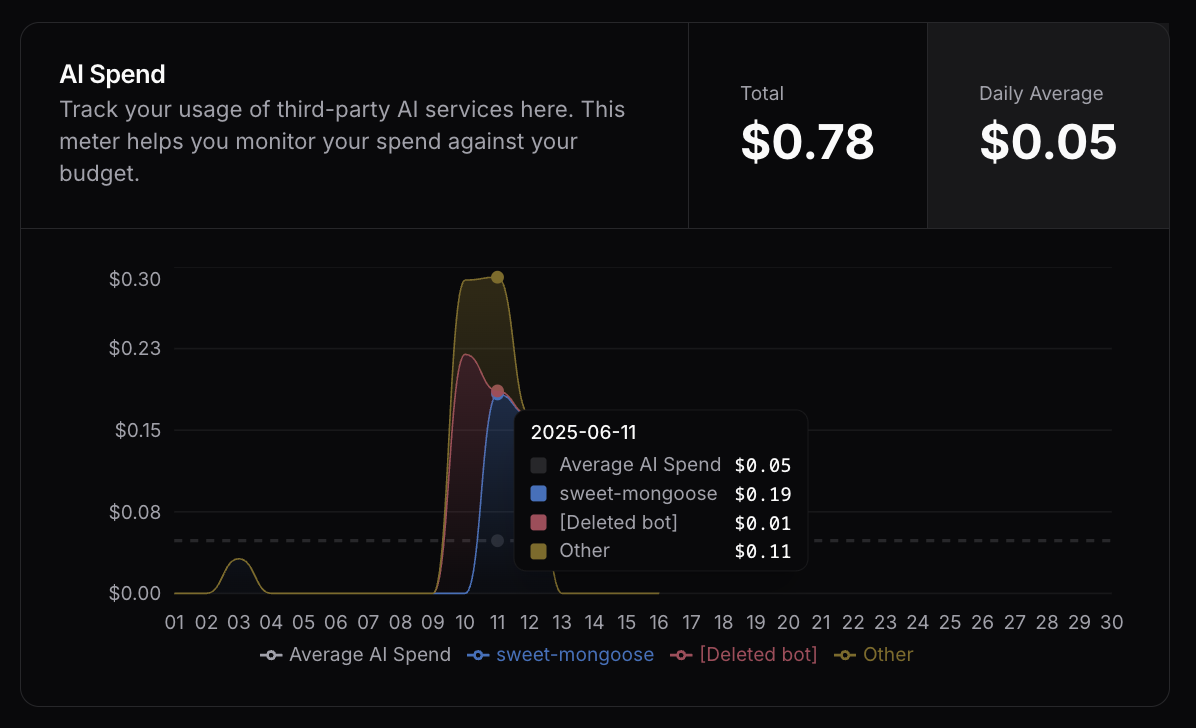 AI Spend
Track your usage of third-party AI services here. This
meter helps you monitor your spend against your
budget.
Total
$0.78
Daily Average
$0.05
$0.30
$0.23
$0.15
$0.08
$0.00
2025-06-11
Average AI Spend $0.05
sweet-mongoose $0.19
[Deleted bot] $0.01
Other $0.11
01 02 03 04 05 06 07 08 09 10 11 12 13 14 15 16 17 18 19 20 21 22 23 24 25 26 27 28 29 30
Average AI Spend sweet-mongoose [Deleted bot] Other